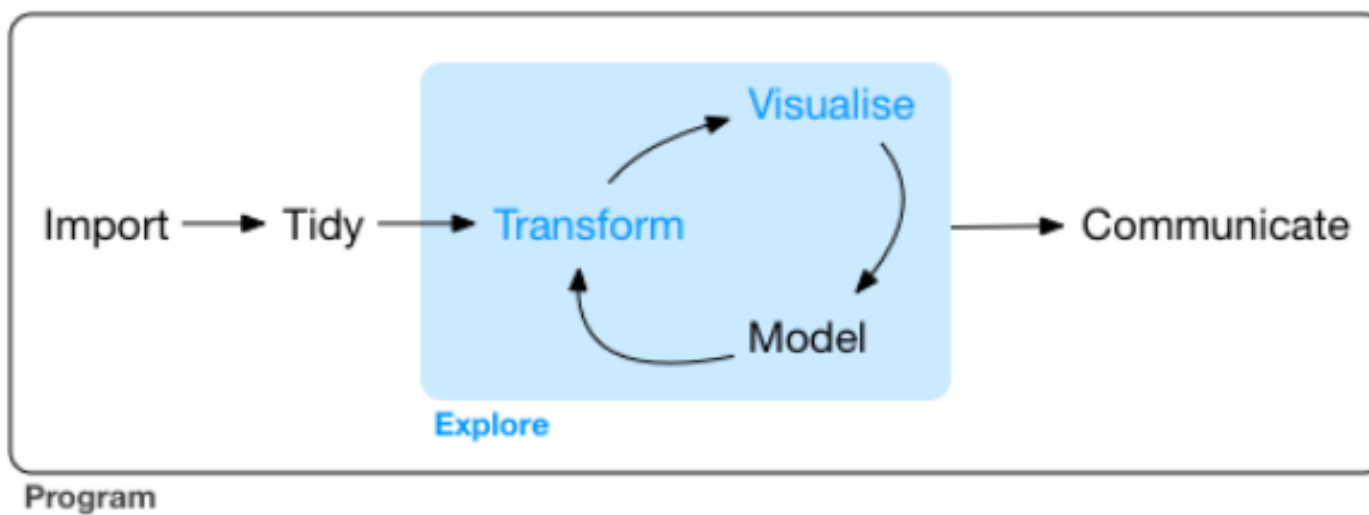 Visualise
Import
Tidy
Transform
Communicate
Model
Explore
Program